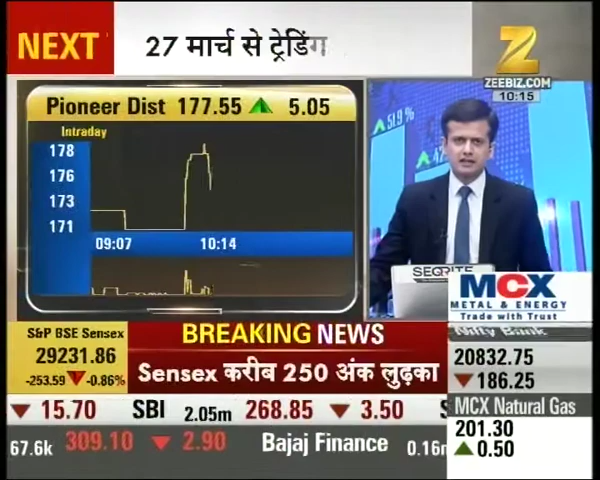 NEXT
27 मार्च से ट्रेडिंग
ZEEBIZ.COM
10:15
Pioneer Dist 177.55 ▲ 5.05
Intraday
178
176
173
171
09:07 10:14
51.9 %
SEQRITE
MCX
METAL & ENERGY
Trade with Trust
S&P BSE Sensex
29231.86
-253.59 ▼ -0.86%
BREAKING NEWS
Sensex करीब 250 अंक लुढ़का
Nifty Bank
20832.75
▼ 186.25
▼ 15.70 SBI 2.05m 268.85 ▼ 3.50 S
MCX Natural Gas
201.30
▲ 0.50
67.6k 309.10 ▼ 2.90 Bajaj Finance 0.16m